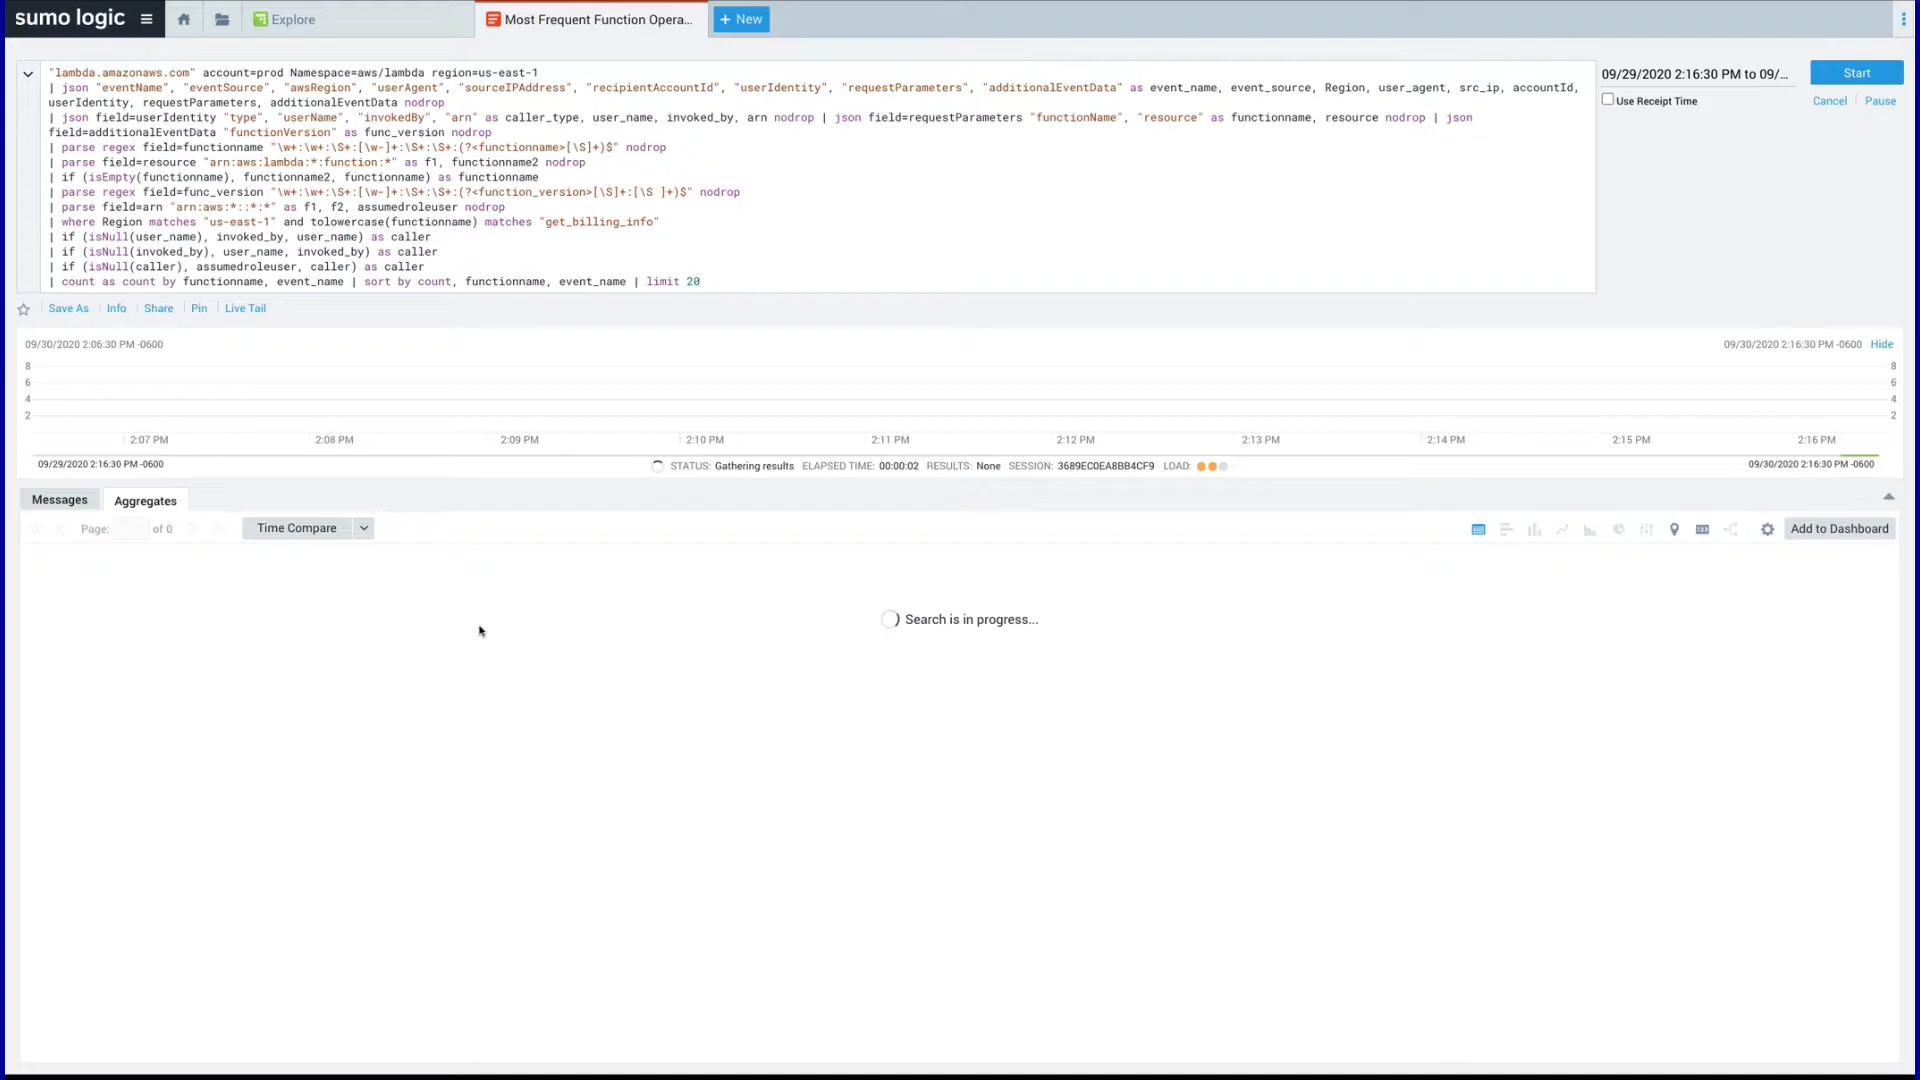 sumo logic
Explore
Most Frequent Function Opera...
+ New
"lambda.amazonaws.com" account=prod Namespace=aws/lambda region=us-east-1
| json "eventName", "eventSource", "awsRegion", "userAgent", "sourceIPAddress", "recipientAccountId", "userIdentity", "requestParameters", "additionalEventData" as event_name, event_source, Region, user_agent, src_ip, accountId,
userIdentity, requestParameters, additionalEventData nodrop
| json field=userIdentity "type", "userName", "invokedBy", "arn" as caller_type, user_name, invoked_by, arn nodrop | json field=requestParameters "functionName", "resource" as functionname, resource nodrop | json
field=additionalEventData "functionVersion" as func_version nodrop
| parse regex field=functionname "\w+:\w+:\S+:[\w-]+:\S+:\S+:(?<functionname>[\S]+)$" nodrop
| parse field=resource "arn:aws:lambda:*:function:*" as f1, functionname2 nodrop
| if (isEmpty(functionname), functionname2, functionname) as functionname
| parse regex field=func_version "\w+:\w+:\S+:[\w-]+:\S+:\S+:(?<function_version>[\S]+:[\S ]+)$" nodrop
| parse field=arn "arn:aws:*::*:*" as f1, f2, assumedroleuser nodrop
| where Region matches "us-east-1" and tolowercase(functionname) matches "get_billing_info"
| if (isNull(user_name), invoked_by, user_name) as caller
| if (isNull(invoked_by), user_name, invoked_by) as caller
| if (isNull(caller), assumedroleuser, caller) as caller
| count as count by functionname, event_name | sort by count, functionname, event_name | limit 20
09/29/2020 2:16:30 PM to 09/...
Start
Use Receipt Time
Cancel
Pause
Save As
Info
Share
Pin
Live Tail
09/30/2020 2:06:30 PM -0600
09/30/2020 2:16:30 PM -0600
Hide
8
6
4
2
8
6
4
2
2:07 PM
2:08 PM
2:09 PM
2:10 PM
2:11 PM
2:12 PM
2:13 PM
2:14 PM
2:15 PM
2:16 PM
09/29/2020 2:16:30 PM -0600
STATUS: Gathering results ELAPSED TIME: 00:00:02 RESULTS: None SESSION: 3689EC0EA8BB4CF9 LOAD:
09/30/2020 2:16:30 PM -0600
Messages
Aggregates
Page:
of 0
Time Compare
Add to Dashboard
Search is in progress...